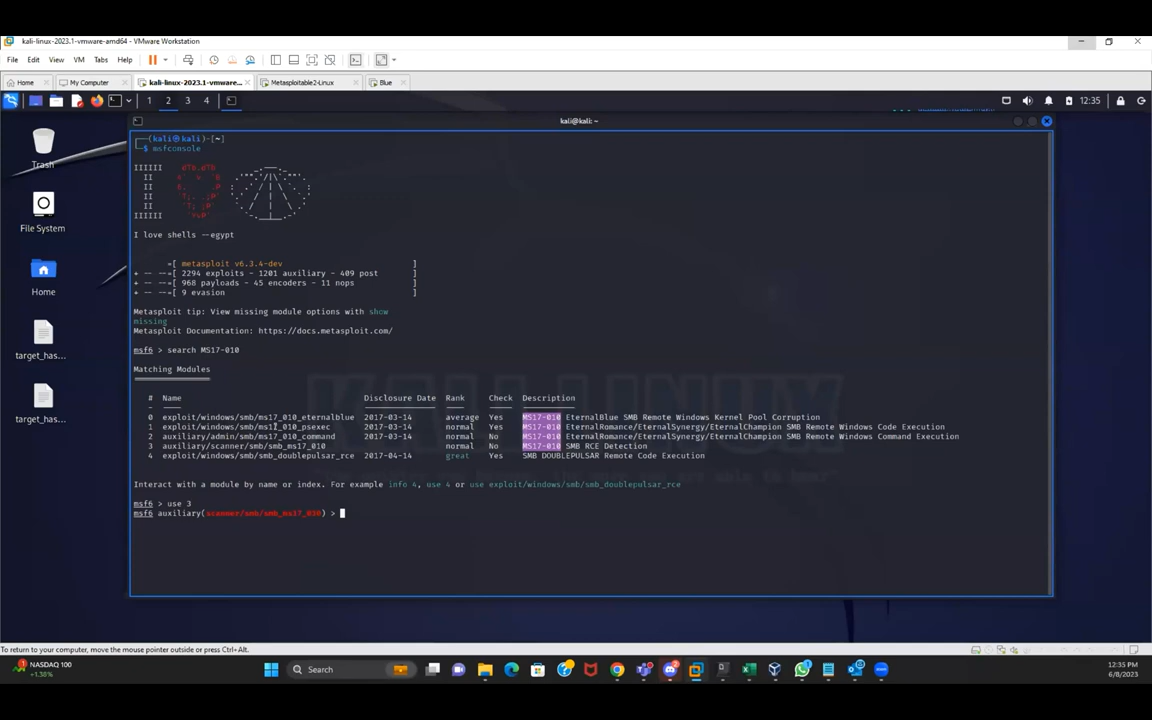 kali-linux-2023.1-vmware-amd64 - VMware Workstation
File Edit View VM Tabs Help
Home My Computer kali-linux-2023.1-vmware... Metasploitable2-Linux Blue
1 2 3 4 12:35
kali@kali: ~
Trash
File System
Home
target_has...
target_has...
(kali㉿kali)-[~]
$ msfconsole
I love shells --egypt
=[ metasploit v6.3.4-dev ]
+ -- --=[ 2294 exploits - 1201 auxiliary - 409 post ]
+ -- --=[ 968 payloads - 45 encoders - 11 nops ]
+ -- --=[ 9 evasion ]
Metasploit tip: View missing module options with show
missing
Metasploit Documentation: https://docs.metasploit.com/
msf6 > search MS17-010
Matching Modules
# Name Disclosure Date Rank Check Description
0 exploit/windows/smb/ms17_010_eternalblue 2017-03-14 average Yes MS17-010 EternalBlue SMB Remote Windows Kernel Pool Corruption
1 exploit/windows/smb/ms17_010_psexec 2017-03-14 normal Yes MS17-010 EternalRomance/EternalSynergy/EternalChampion SMB Remote Windows Code Execution
2 auxiliary/admin/smb/ms17_010_command 2017-03-14 normal No MS17-010 EternalRomance/EternalSynergy/EternalChampion SMB Remote Windows Command Execution
3 auxiliary/scanner/smb/smb_ms17_010 normal No MS17-010 SMB RCE Detection
4 exploit/windows/smb/smb_doublepulsar_rce 2017-04-14 great Yes SMB DOUBLEPULSAR Remote Code Execution
Interact with a module by name or index. For example info 4, use 4 or use exploit/windows/smb/smb_doublepulsar_rce
msf6 > use 3
msf6 auxiliary(scanner/smb/smb_ms17_010) >
KALI LINUX
To return to your computer, move the mouse pointer outside or press Ctrl+Alt.
NASDAQ 100
+1.38%
Search
12:35 PM
6/8/2023